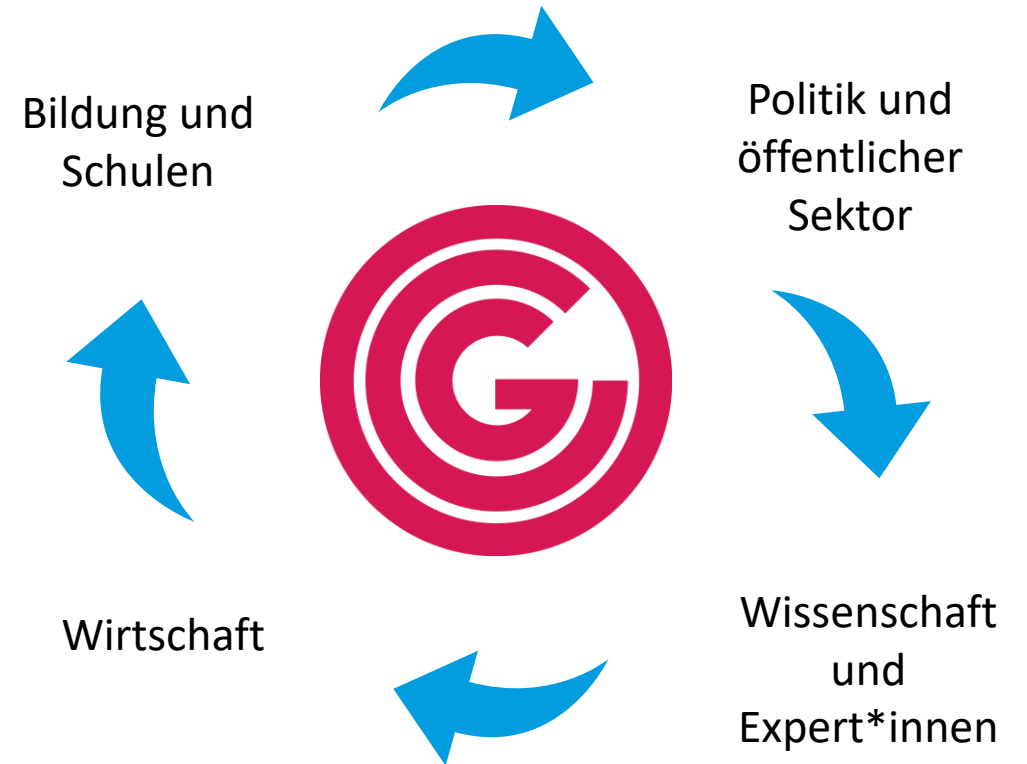 Bildung und
Schulen
Politik und
öffentlicher
Sektor
Wirtschaft
Wissenschaft
und
Expert*innen